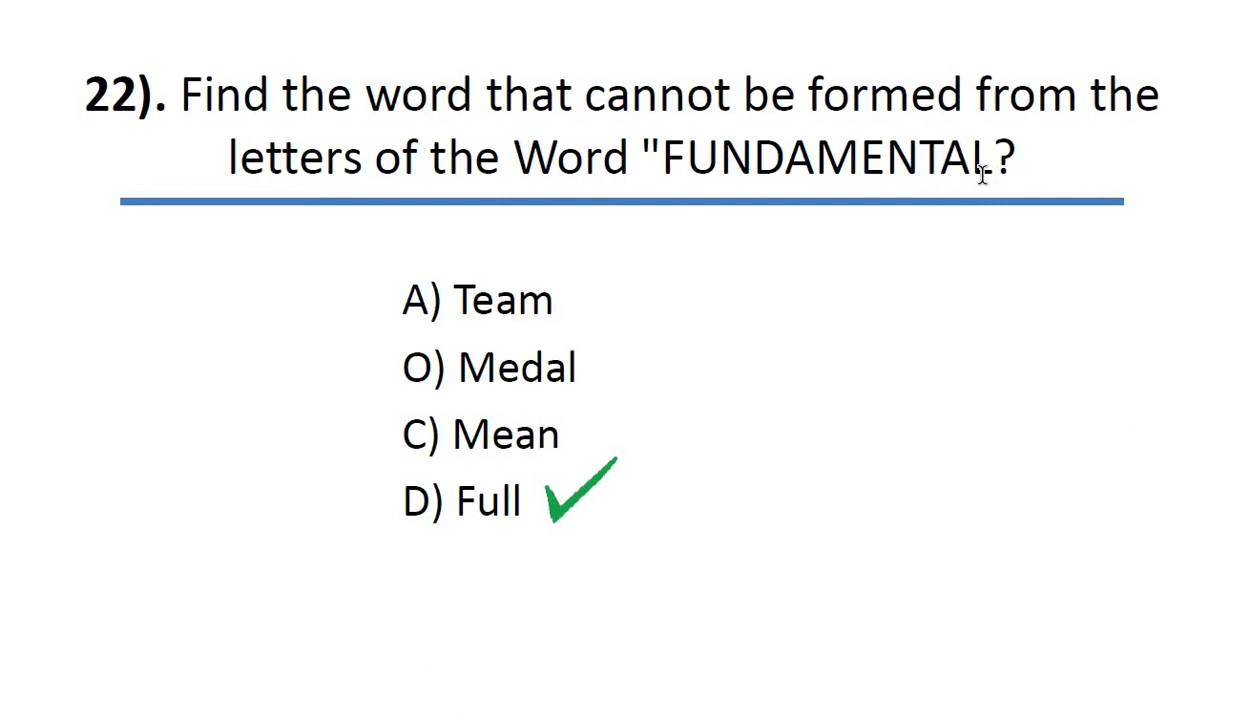 22). Find the word that cannot be formed from the
letters of the Word "FUNDAMENTAL?
A) Team
O) Medal
C) Mean
D) Full